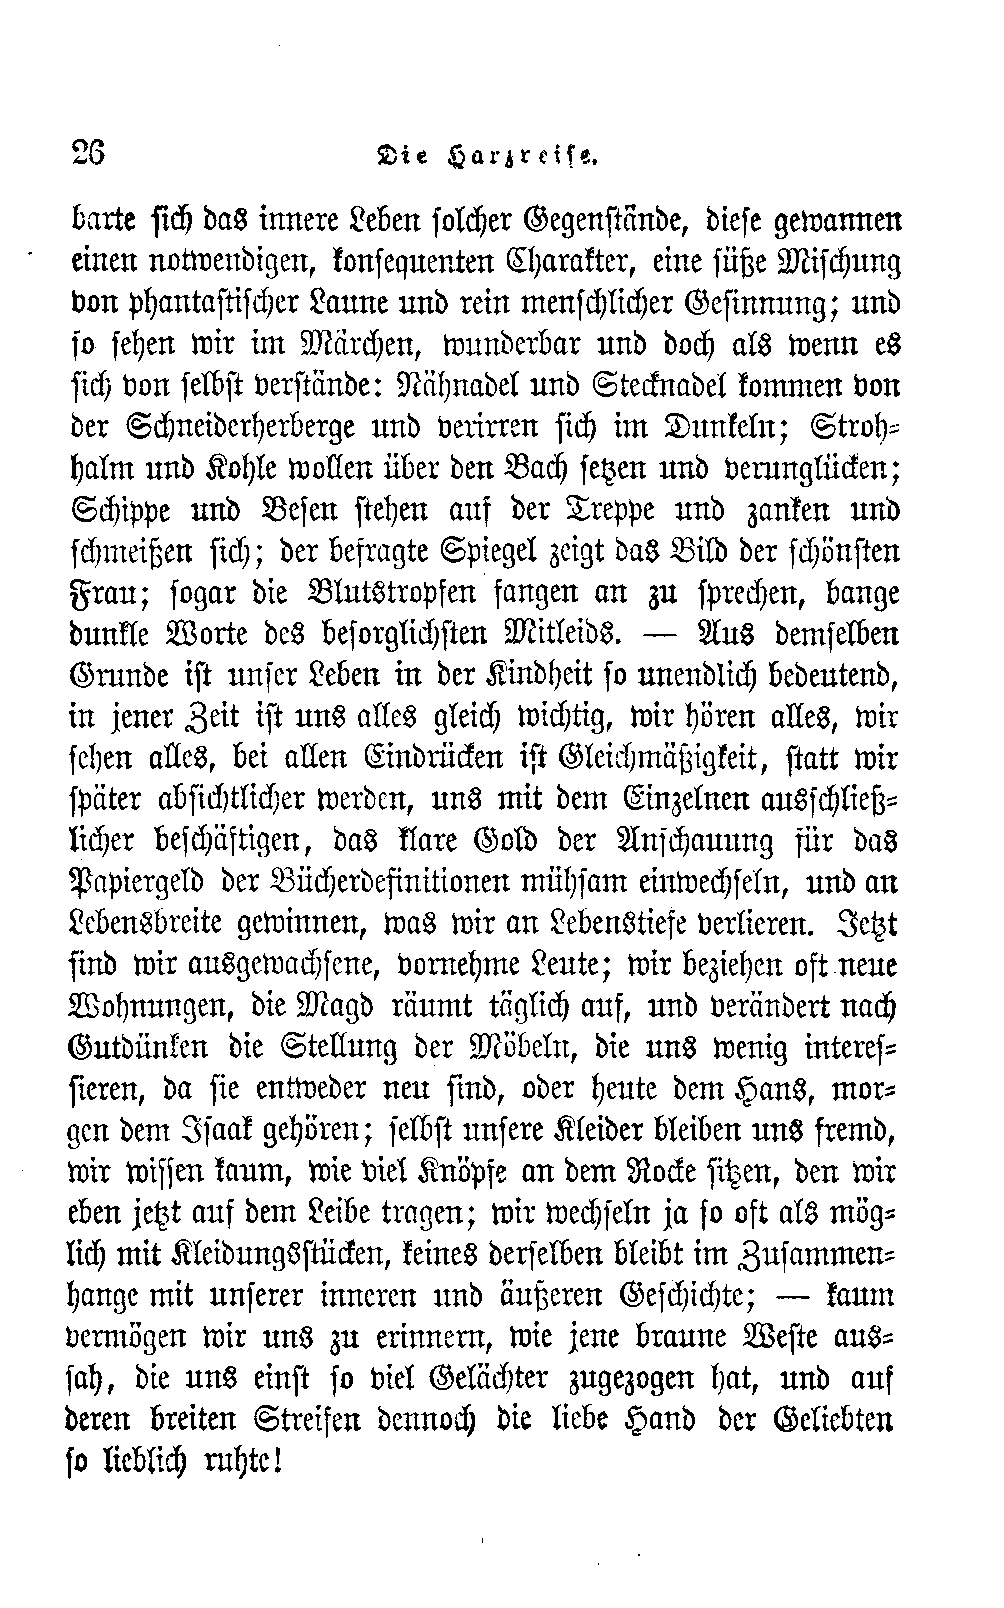 26 Die Harzreise.
barte sich das innere Leben solcher Gegenstände, diese gewannen
einen notwendigen, konsequenten Charakter, eine süße Mischung
von phantastischer Laune und rein menschlicher Gesinnung; und
so sehen wir im Märchen, wunderbar und doch als wenn es
sich von selbst verstände: Nähnadel und Stecknadel kommen von
der Schneiderherberge und verirren sich im Dunkeln; Stroh-
halm und Kohle wollen über den Bach setzen und verunglücken;
Schippe und Besen stehen auf der Treppe und zanken und
schmeißen sich; der befragte Spiegel zeigt das Bild der schönsten
Frau; sogar die Blutstropfen fangen an zu sprechen, bange
dunkle Worte des besorglichsten Mitleids. — Aus demselben
Grunde ist unser Leben in der Kindheit so unendlich bedeutend,
in jener Zeit ist uns alles gleich wichtig, wir hören alles, wir
sehen alles, bei allen Eindrücken ist Gleichmäßigkeit, statt wir
später absichtlicher werden, uns mit dem Einzelnen ausschließ-
licher beschäftigen, das klare Gold der Anschauung für das
Papiergeld der Bücherdefinitionen mühsam einwechseln, und an
Lebensbreite gewinnen, was wir an Lebenstiefe verlieren. Jetzt
sind wir ausgewachsene, vornehme Leute; wir beziehen oft neue
Wohnungen, die Magd räumt täglich auf, und verändert nach
Gutdünken die Stellung der Möbeln, die uns wenig interes-
sieren, da sie entweder neu sind, oder heute dem Hans, mor-
gen dem Isaak gehören; selbst unsere Kleider bleiben uns fremd,
wir wissen kaum, wie viel Knöpfe an dem Rocke sitzen, den wir
eben jetzt auf dem Leibe tragen; wir wechseln ja so oft als mög-
lich mit Kleidungsstücken, keines derselben bleibt im Zusammen-
hange mit unserer inneren und äußeren Geschichte; — kaum
vermögen wir uns zu erinnern, wie jene braune Weste aus-
sah, die uns einst so viel Gelächter zugezogen hat, und auf
deren breiten Streifen dennoch die liebe Hand der Geliebten
so lieblich ruhte!